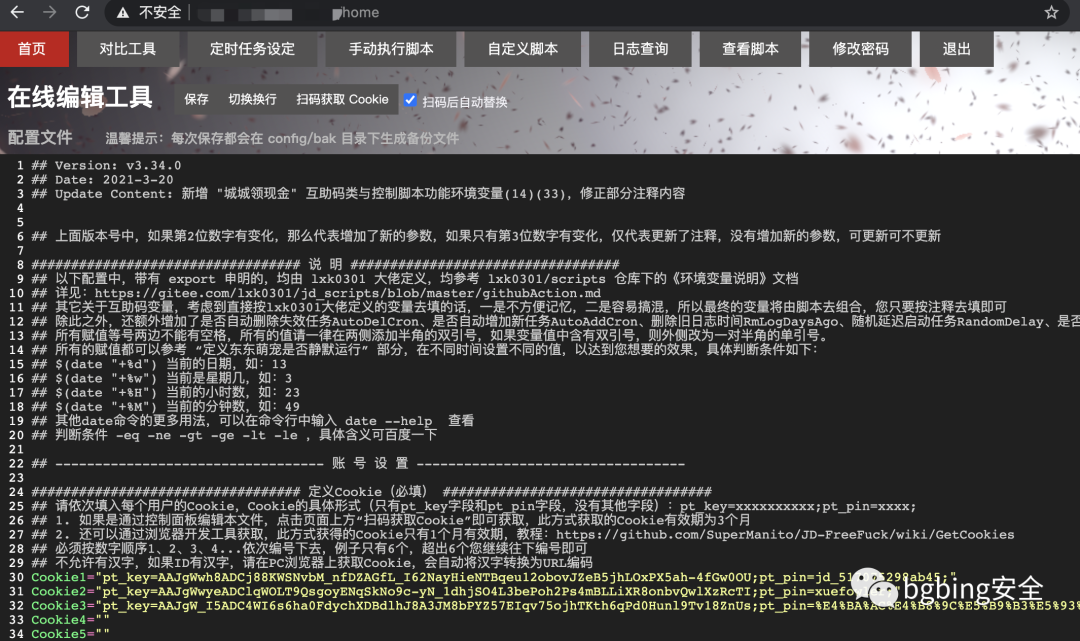 不安全 /home
首页 对比工具 定时任务设定 手动执行脚本 自定义脚本 日志查询 查看脚本 修改密码 退出
在线编辑工具 保存 切换换行 扫码获取 Cookie 扫码后自动替换
配置文件 温馨提示：每次保存都会在 config/bak 目录下生成备份文件
1 ## Version: v3.34.0
2 ## Date: 2021-3-20
3 ## Update Content: 新增 "城城领现金" 互助码类与控制脚本功能环境变量(14)(33)，修正部分注释内容
4
5
6 ## 上面版本号中，如果第2位数字有变化，那么代表增加了新的参数，如果只有第3位数字有变化，仅代表更新了注释，没有增加新的参数，可更新可不更新
7
8 ################################## 说 明 ##################################
9 ## 以下配置中，带有 export 申明的，均由 lxk0301 大佬定义，均参考 lxk0301/scripts 仓库下的《环境变量说明》文档
10 ## 详见：https://gitee.com/lxk0301/jd_scripts/blob/master/githubAction.md
11 ## 其它关于互助码变量，考虑到直接按lxk0301大佬定义的变量去填的话，一是不方便记忆，二是容易搞混，所以最终的变量将由脚本去组合，您只要按注释去填即可
12 ## 除此之外，还额外增加了是否自动删除失效任务AutoDelCron、是否自动增加新任务AutoAddCron、删除旧日志时间RmLogDaysAgo、随机延迟启动任务RandomDelay、是否
13 ## 所有赋值等号两边不能有空格，所有的值请一律在两侧添加半角的双引号，如果变量值中含有双引号，则外侧改为一对半角的单引号。
14 ## 所有的赋值都可以参考 “定义东东萌宠是否静默运行” 部分，在不同时间设置不同的值，以达到您想要的效果，具体判断条件如下：
15 ## $(date "+%d") 当前的日期，如：13
16 ## $(date "+%w") 当前是星期几，如：3
17 ## $(date "+%H") 当前的小时数，如：23
18 ## $(date "+%M") 当前的分钟数，如：49
19 ## 其他date命令的更多用法，可以在命令行中输入 date --help 查看
20 ## 判断条件 -eq -ne -gt -ge -lt -le ，具体含义可百度一下
21
22 ## ---------------------------------- 账 号 设 置 ----------------------------------
23
24 ################################## 定义Cookie（必填） ##################################
25 ## 请依次填入每个用户的Cookie，Cookie的具体形式（只有pt_key字段和pt_pin字段，没有其他字段）：pt_key=xxxxxxxxxx;pt_pin=xxxx;
26 ## 1. 如果是通过控制面板编辑本文件，点击页面上方“扫码获取Cookie”即可获取，此方式获取的Cookie有效期为3个月
27 ## 2. 还可以通过浏览器开发工具获取，此方式获得的Cookie只有1个月有效期，教程：https://github.com/SuperManito/JD-FreeFuck/wiki/GetCookies
28 ## 必须按数字顺序1、2、3、4...依次编号下去，例子只有6个，超出6个您继续往下编号即可
29 ## 不允许有汉字，如果ID有汉字，请在PC浏览器上获取Cookie，会自动将汉字转换为URL编码
30 Cookie1="pt_key=
31 Cookie2="pt_key=
32 Cookie3="pt_key=
33 Cookie4=""
34 Cookie5=""
bgbing安全